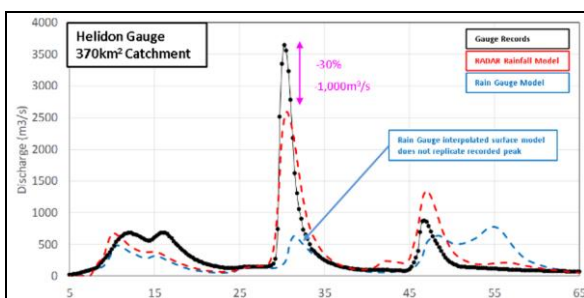 Helidon Gauge
370km² Catchment
Gauge Records
RADAR Rainfall Model
Rain Gauge Model
-30%
-1,000m³/s
Rain Gauge-interpolated surface model
does not replicate recorded peak
Discharge (m3/s)
4000
3500
3000
2500
2000
1500
1000
500
0
5
15
25
35
45
55
65